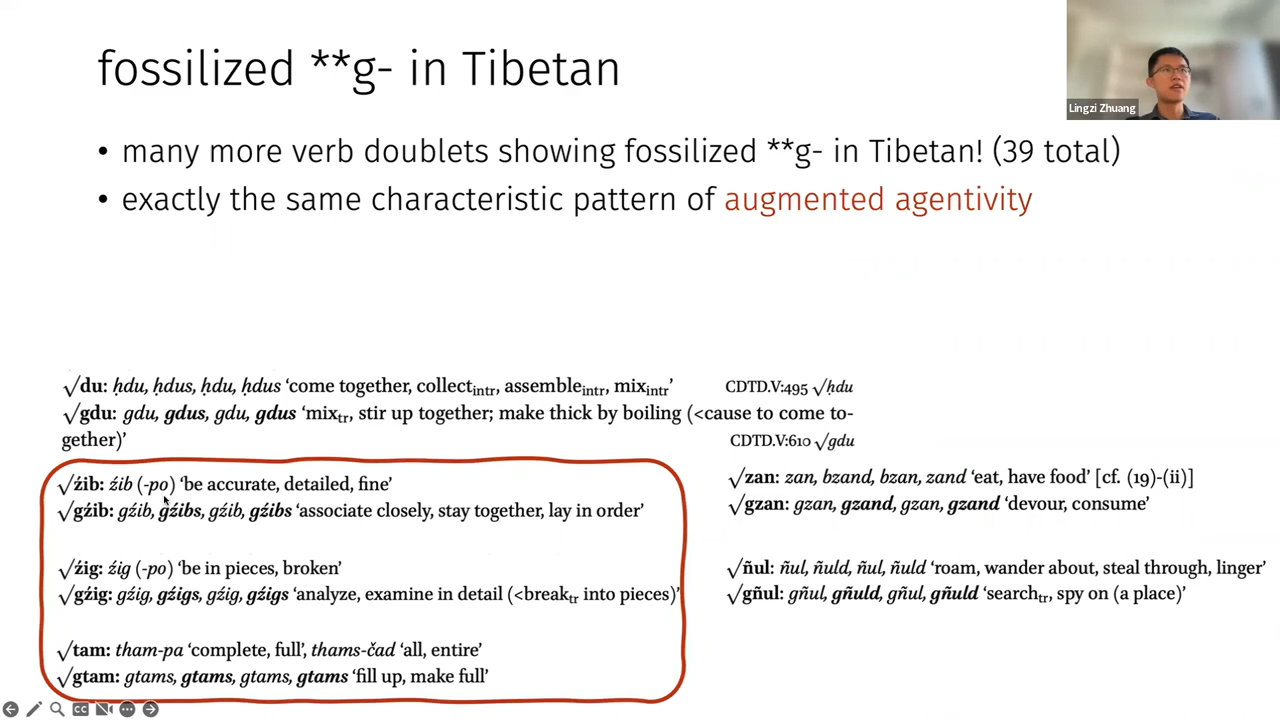 fossilized **g- in Tibetan
Lingzi Zhuang
• many more verb doublets showing fossilized **g- in Tibetan! (39 total)
• exactly the same characteristic pattern of augmented agentivity
√du: ḥdu, ḥdus, ḥdu, ḥdus ‘come together, collectintr, assembleintr, mixintr’ CDTD.V:495 √ḥdu
√gdu: gdu, gdus, gdu, gdus ‘mixtr, stir up together; make thick by boiling (<cause to come to-
gether)’ CDTD.V:610 √gdu
√źib: źib (-po) ‘be accurate, detailed, fine’
√gźib: gźib, gźibs, gźib, gźibs ‘associate closely, stay together, lay in order’
√źig: źig (-po) ‘be in pieces, broken’
√gźig: gźig, gźigs, gźig, gźigs ‘analyze, examine in detail (<breaktr into pieces)’
√tam: tham-pa ‘complete, full’, thams-čad ‘all, entire’
√gtam: gtams, gtams, gtams, gtams ‘fill up, make full’
√zan: zan, bzand, bzan, zand ‘eat, have food’ [cf. (19)-(ii)]
√gzan: gzan, gzand, gzan, gzand ‘devour, consume’
√ñul: ñul, ñuld, ñul, ñuld ‘roam, wander about, steal through, linger’
√gñul: gñul, gñuld, gñul, gñuld ‘searchtr, spy on (a place)’
CC